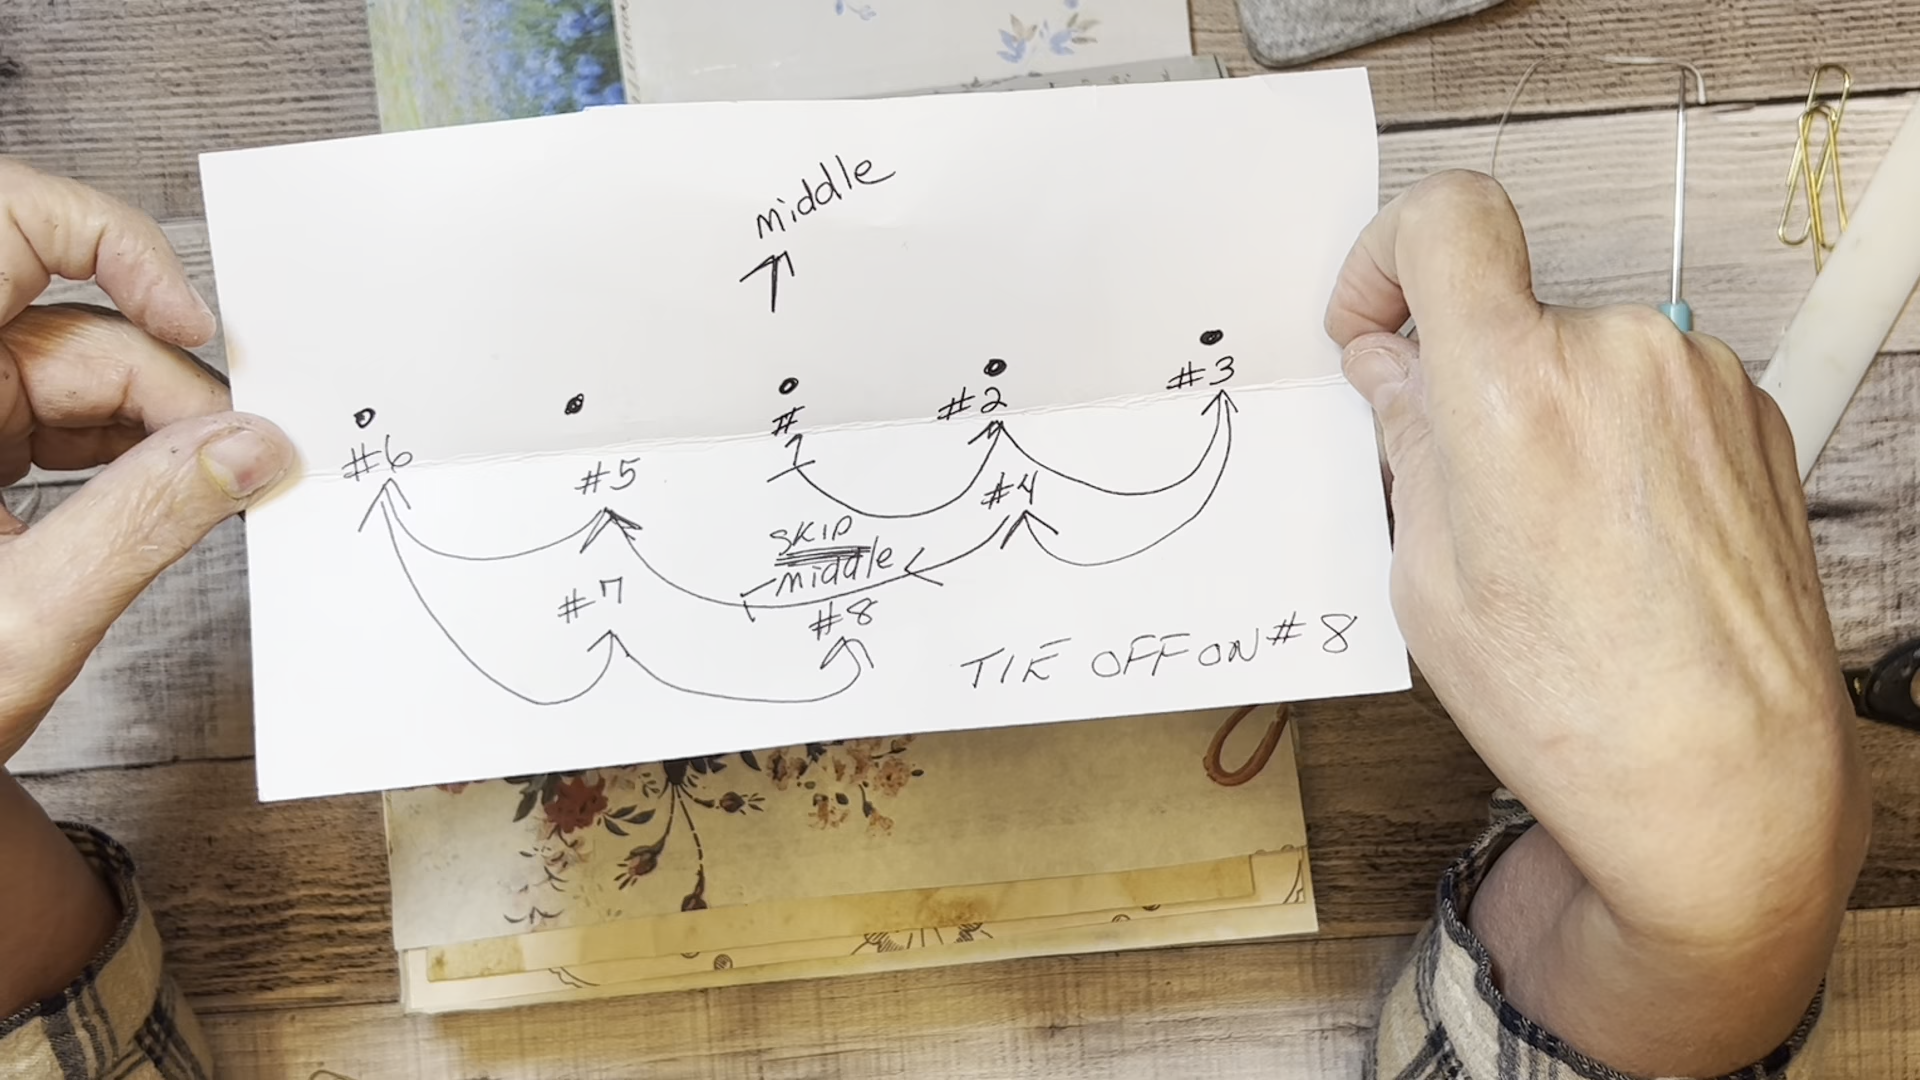 middle
#1 #2 #3
#6 #5 #4
SKIP
middle
#7 #8
TIE OFF ON #8